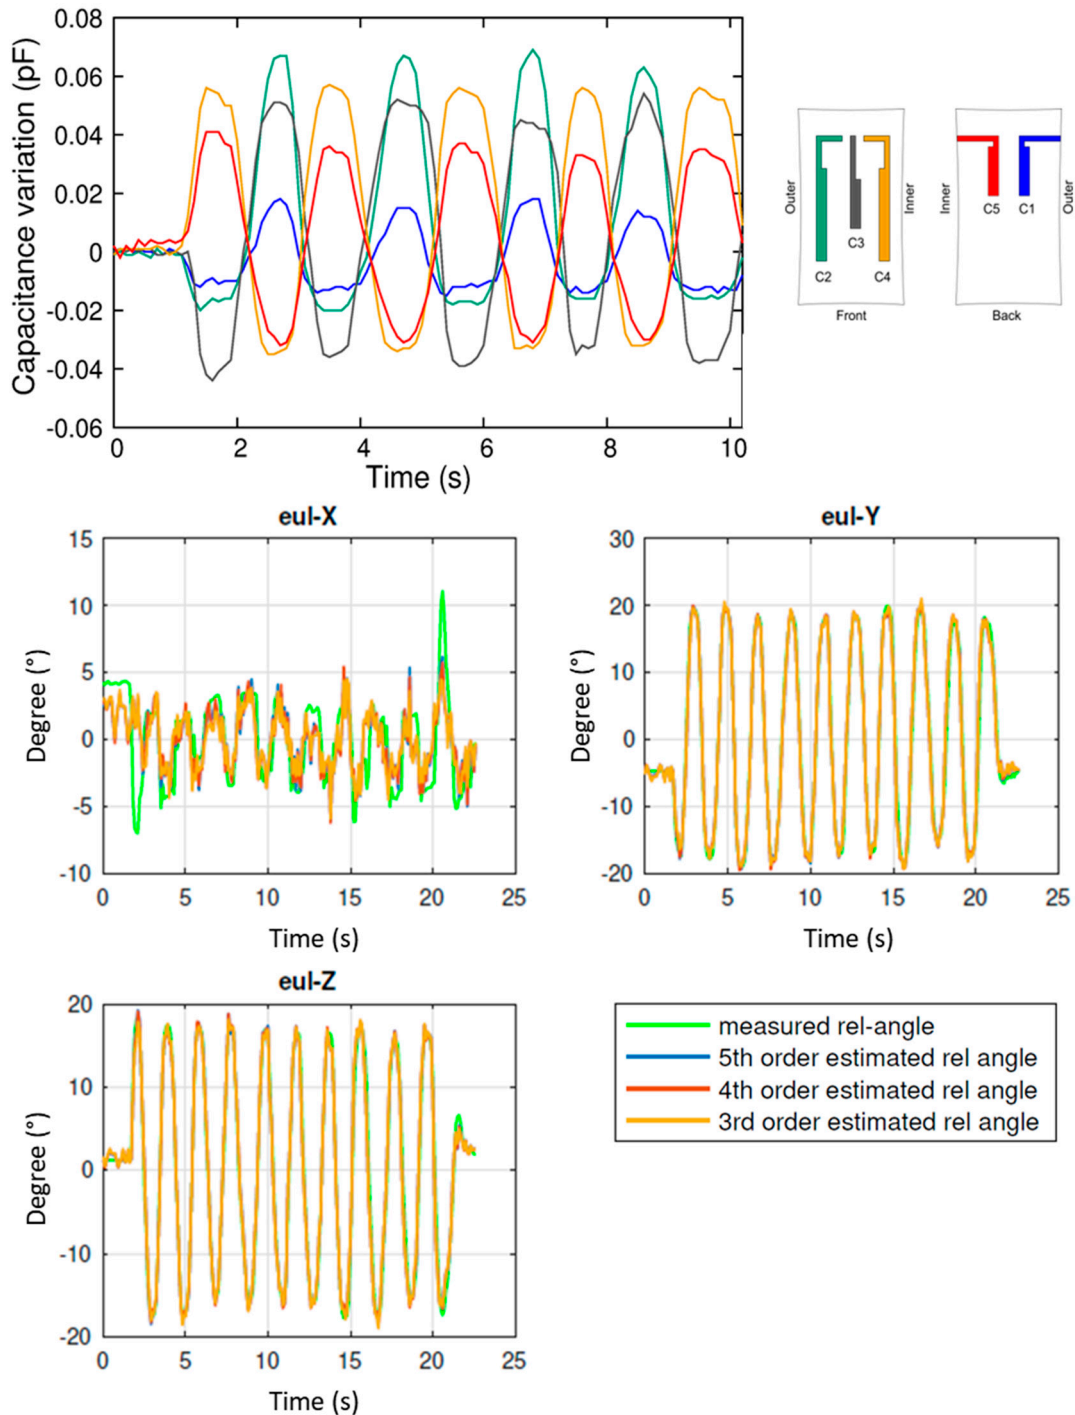 Capacitance variation (pF)
0.08
0.06
0.04
0.02
0
-0.02
-0.04
-0.06
0 2 4 6 8 10
Time (s)
Outer
Inner
C2
C3
C4
Front
Inner
Outer
C5 C1
Back
eul-X
Degree (°)
15
10
5
0
-5
-10
0 5 10 15 20 25
Time (s)
eul-Y
Degree (°)
30
20
10
0
-10
-20
0 5 10 15 20 25
Time (s)
eul-Z
Degree (°)
20
10
0
-10
-20
0 5 10 15 20 25
Time (s)
measured rel-angle
5th order estimated rel angle
4th order estimated rel angle
3rd order estimated rel angle